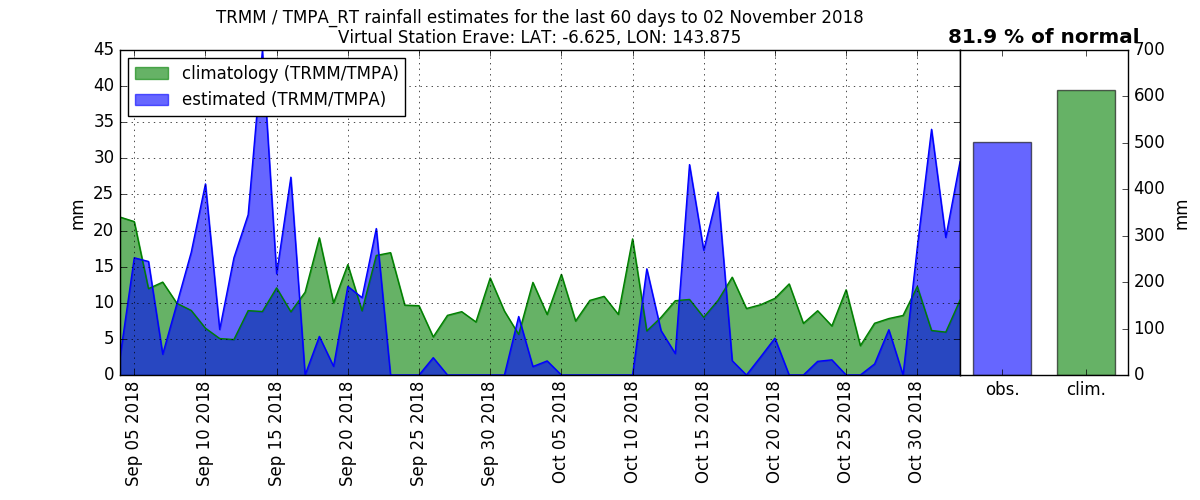 TRMM / TMPA_RT rainfall estimates for the last 60 days to 02 November 2018
Virtual Station Erave: LAT: -6.625, LON: 143.875
81.9 % of normal
climatology (TRMM/TMPA)
estimated (TRMM/TMPA)
45
40
35
30
25
20
15
10
5
0
mm
Sep 05 2018
Sep 10 2018
Sep 15 2018
Sep 20 2018
Sep 25 2018
Sep 30 2018
Oct 05 2018
Oct 10 2018
Oct 15 2018
Oct 20 2018
Oct 25 2018
Oct 30 2018
obs.
clim.
700
600
500
400
300
200
100
0
mm